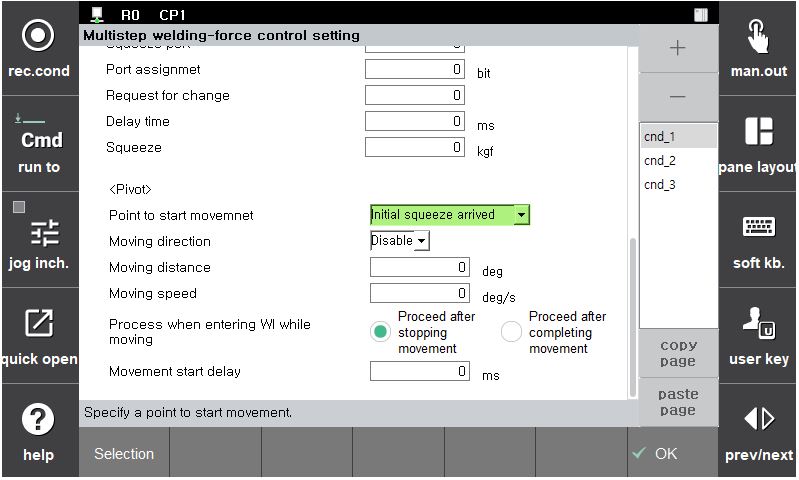 R0 CP1
Multistep welding-force control setting
rec.cond
Cmd
run to
jog inch.
quick open
help
Squeeze port 0
Port assignmet 0 bit
Request for change 0
Delay time 0 ms
Squeeze 0 kgf
<Pivot>
Point to start movemnet Initial squeeze arrived
Moving direction Disable
Moving distance 0 deg
Moving speed 0 deg/s
Process when entering WI while
moving
Proceed after
stopping
movement
Proceed after
completing
movement
Movement start delay 0 ms
Specify a point to start movement.
+
-
cnd_1
cnd_2
cnd_3
copy
page
paste
page
man.out
pane layout
soft kb.
U
user key
prev/next
Selection
OK